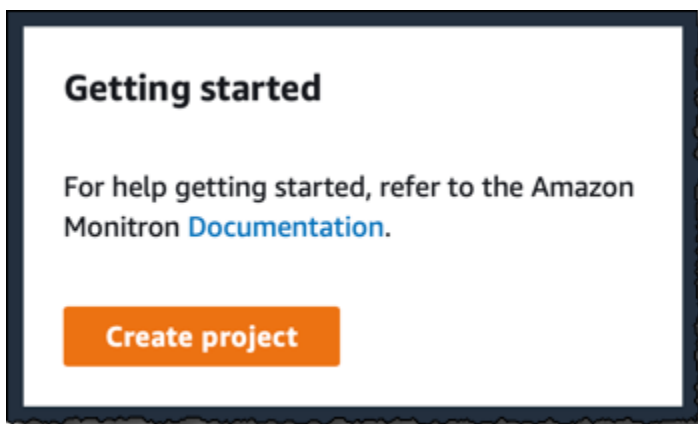 Getting started
For help getting started, refer to the Amazon
Monitron Documentation.
Create project